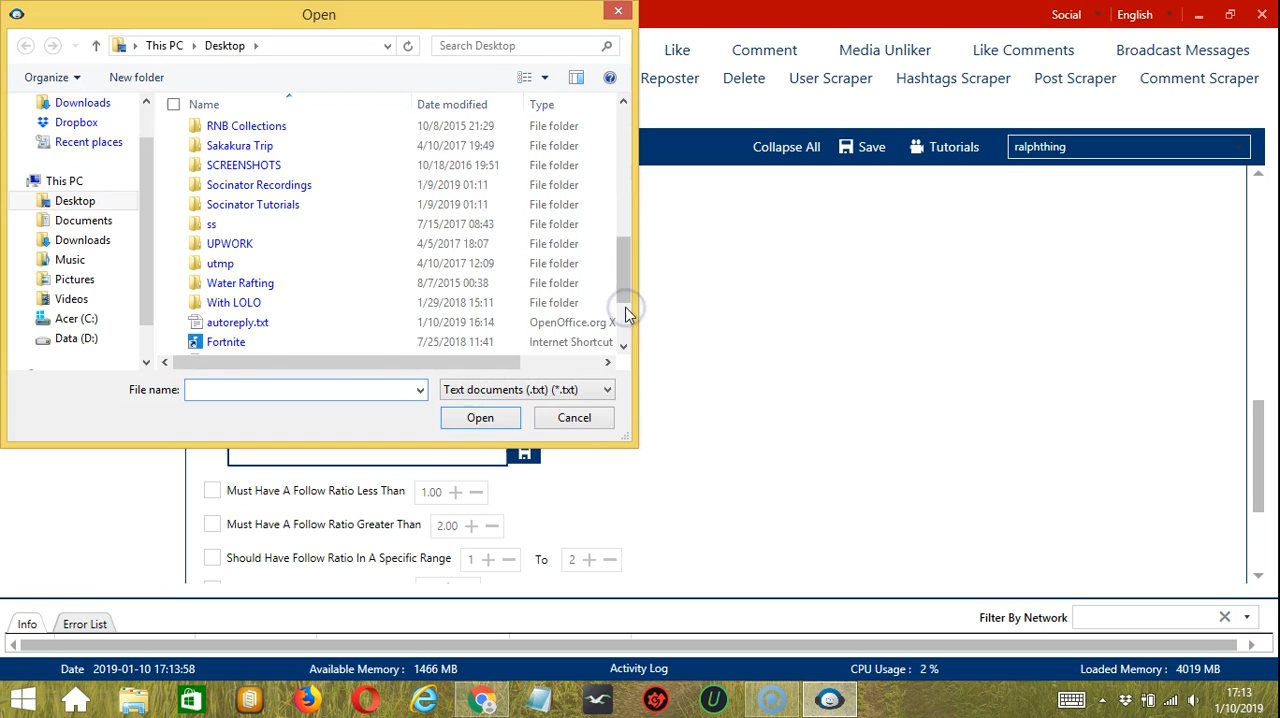 Open
Social English
This PC Desktop Search Desktop
Like Comment Media Unliker Like Comments Broadcast Messages
Organize New folder
Reposter Delete User Scraper Hashtags Scraper Post Scraper Comment Scraper
Downloads Name Date modified Type
Dropbox RNB Collections 10/8/2015 21:29 File folder
Recent places Sakakura Trip 4/10/2017 19:49 File folder
Collapse All Save Tutorials ralphthing
SCREENSHOTS 10/18/2016 19:51 File folder
This PC Socinator Recordings 1/9/2019 01:11 File folder
Desktop Socinator Tutorials 1/9/2019 01:11 File folder
Documents ss 7/15/2017 08:43 File folder
Downloads UPWORK 4/5/2017 18:07 File folder
Music utmp 4/10/2017 12:09 File folder
Pictures Water Rafting 8/7/2015 00:38 File folder
Videos With LOLO 1/29/2018 15:11 File folder
Acer (C:) autoreply.txt 1/10/2019 16:14 OpenOffice.org X
Data (D:) Fortnite 7/25/2018 11:41 Internet Shortcut
File name: Text documents (.txt) (*.txt)
Open Cancel
Must Have A Follow Ratio Less Than 1.00
Must Have A Follow Ratio Greater Than 2.00
Should Have Follow Ratio In A Specific Range 1 To 2
Info Error List Filter By Network
Date 2019-01-10 17:13:58 Available Memory : 1466 MB Activity Log CPU Usage : 2 % Loaded Memory : 4019 MB
17:13
1/10/2019